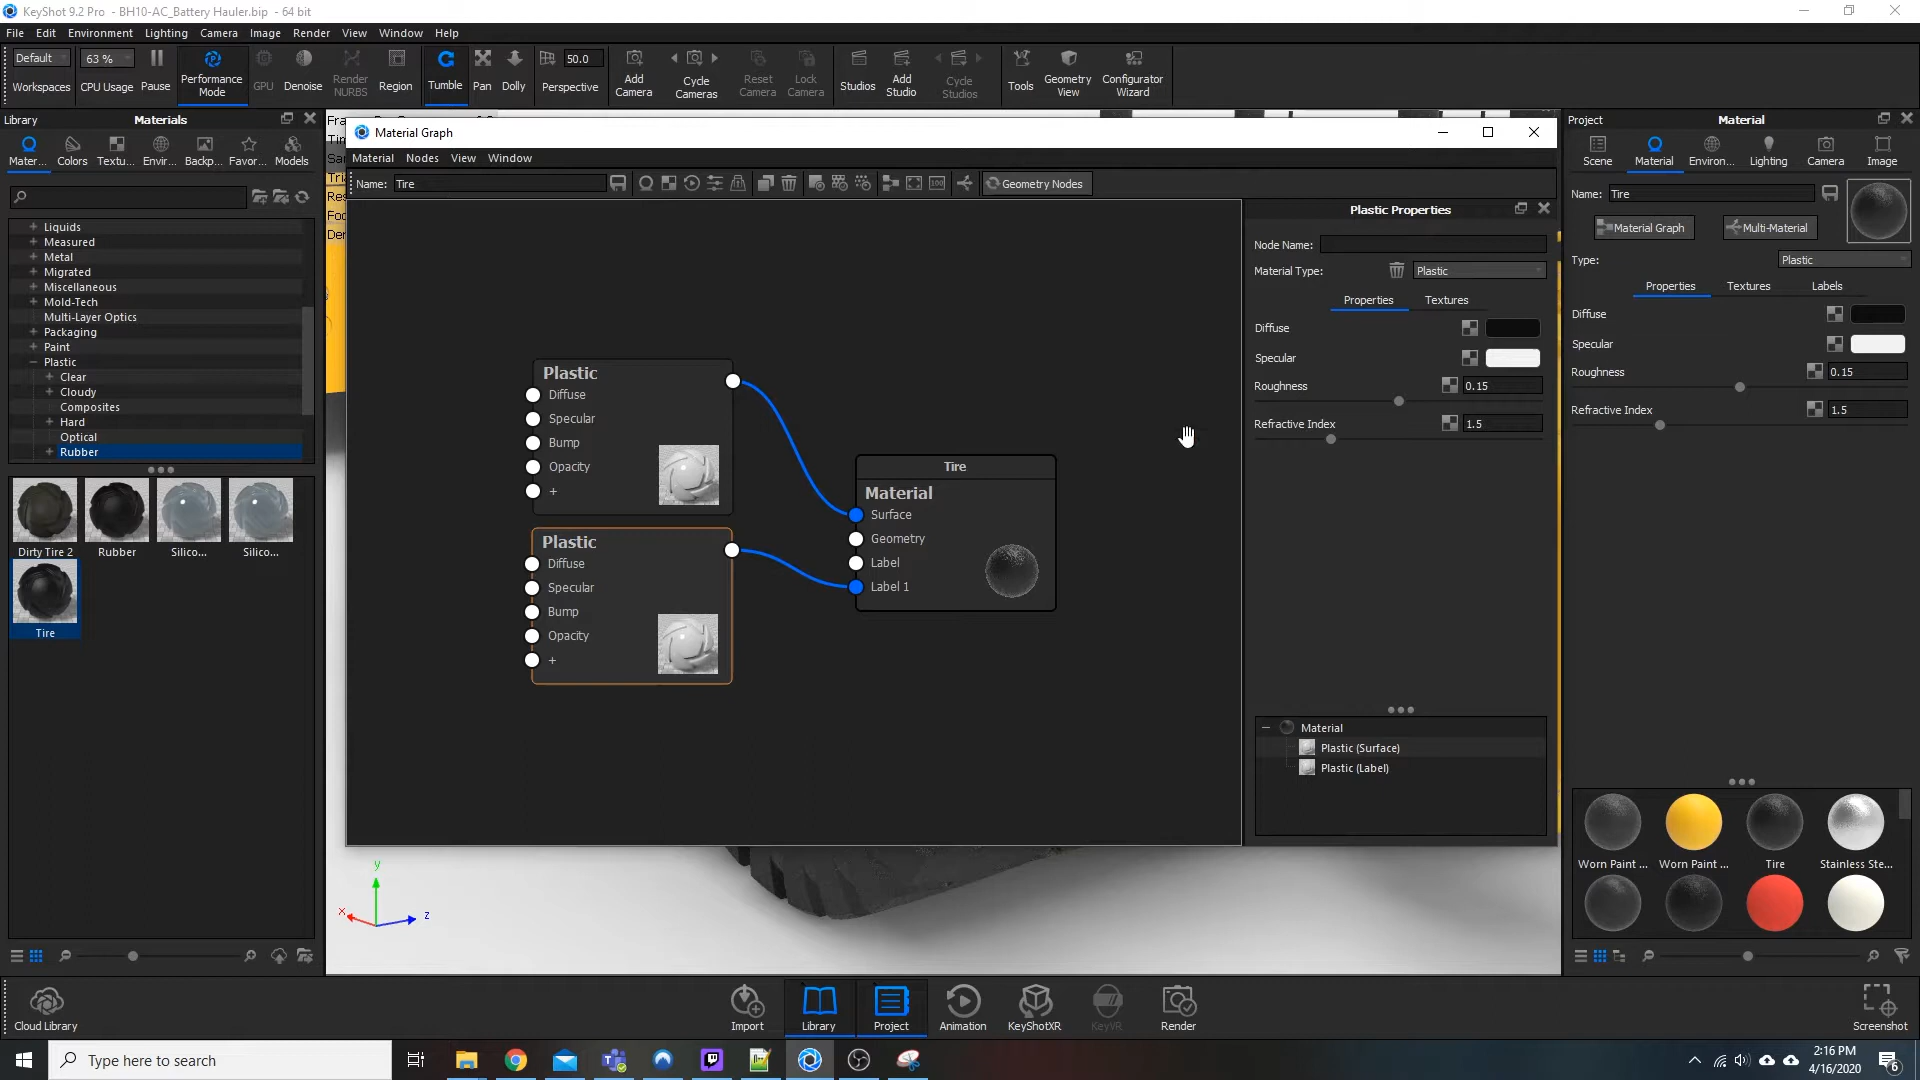 KeyShot 9.2 Pro - BH10-AC_Battery Hauler.bip - 64 bit
File Edit Environment Lighting Camera Image Render View Window Help
Default
Workspaces
63 %
CPU Usage
Pause
Performance Mode
GPU
Denoise
Render NURBS
Region
Tumble
Pan
Dolly
50.0
Perspective
Add Camera
Cycle Cameras
Reset Camera
Lock Camera
Studios
Add Studio
Cycle Studios
Tools
Geometry View
Configurator Wizard
Library
Materials
Mater... Colors Textu... Envir... Backp... Favor... Models
Liquids
Measured
Metal
Migrated
Miscellaneous
Mold-Tech
Multi-Layer Optics
Packaging
Paint
Plastic
Clear
Cloudy
Composites
Hard
Optical
Rubber
Dirty Tire 2 Rubber Silico... Silico...
Tire
Material Graph
Material Nodes View Window
Name: Tire
100
Geometry Nodes
Plastic
Diffuse
Specular
Bump
Opacity
+
Plastic
Diffuse
Specular
Bump
Opacity
+
Tire
Material
Surface
Geometry
Label
Label 1
Plastic Properties
Node Name:
Material Type: Plastic
Properties Textures
Diffuse
Specular
Roughness 0.15
Refractive Index 1.5
Material
Plastic (Surface)
Plastic (Label)
y
x
z
Project
Material
Scene Material Environ... Lighting Camera Image
Name: Tire
Material Graph Multi-Material
Type: Plastic
Properties Textures Labels
Diffuse
Specular
Roughness 0.15
Refractive Index 1.5
Worn Paint ... Worn Paint ... Tire Stainless Ste...
Cloud Library
Import
Library
Project
Animation
KeyShotXR
KeyVR
Render
Screenshot
Type here to search
2:16 PM
4/16/2020
6